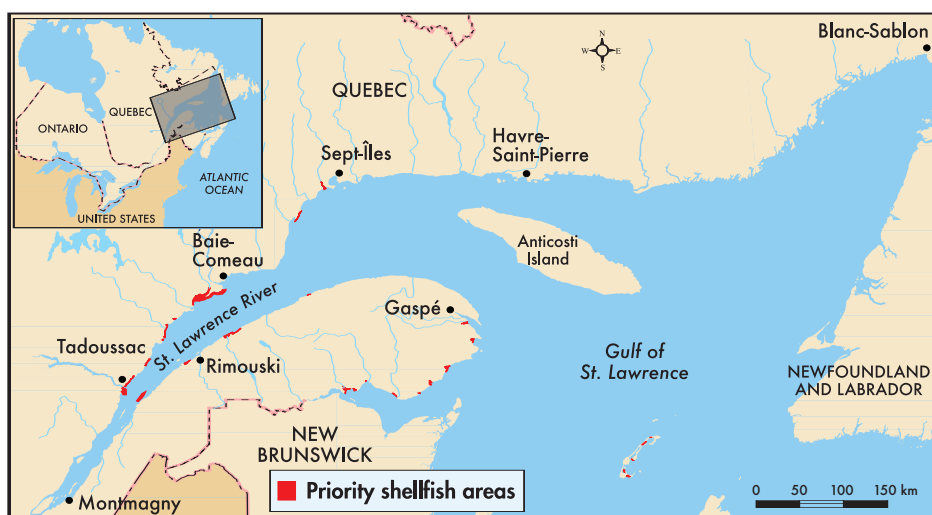 Blanc-Sablon
N
W E
S
QUEBEC
QUEBEC
ONTARIO
Havre-
Saint-Pierre
Sept-Îles
ATLANTIC
OCEAN
UNITED STATES
Baie-
Comeau
Anticosti
Island
St. Lawrence River
Gaspé
Tadoussac
Rimouski
Gulf of
St. Lawrence
NEWFOUNDLAND
AND LABRADOR
NEW
BRUNSWICK
Priority shellfish areas
Montmagny
0 50 100 150 km